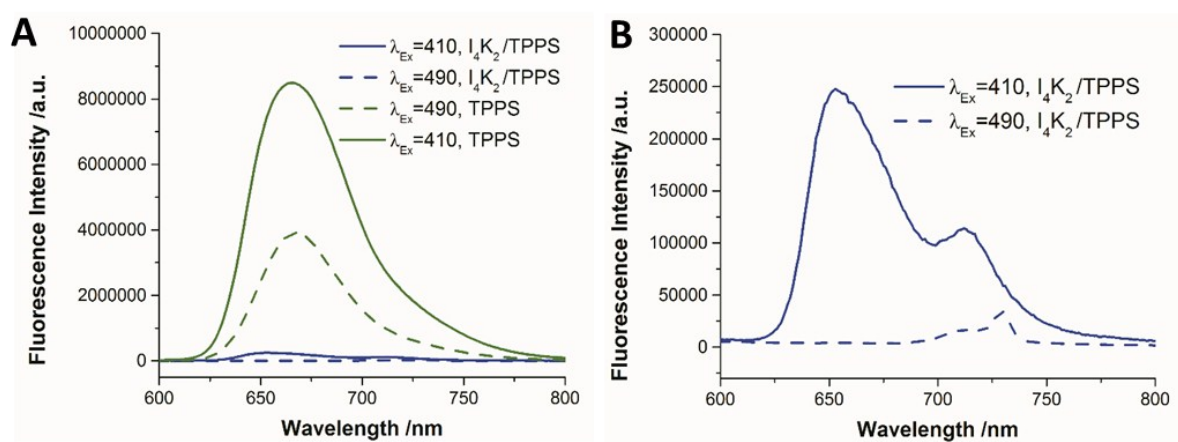 A
10000000
8000000
6000000
4000000
2000000
0
600
650
700
750
800
Fluorescence Intensity /a.u.
Wavelength /nm
λEx=410, I4K2/TPPS
λEx=490, I4K2/TPPS
λEx=490, TPPS
λEx=410, TPPS
B
300000
250000
200000
150000
100000
50000
0
600
650
700
750
800
Fluorescence Intensity /a.u.
Wavelength /nm
λEx=410, I4K2/TPPS
λEx=490, I4K2/TPPS